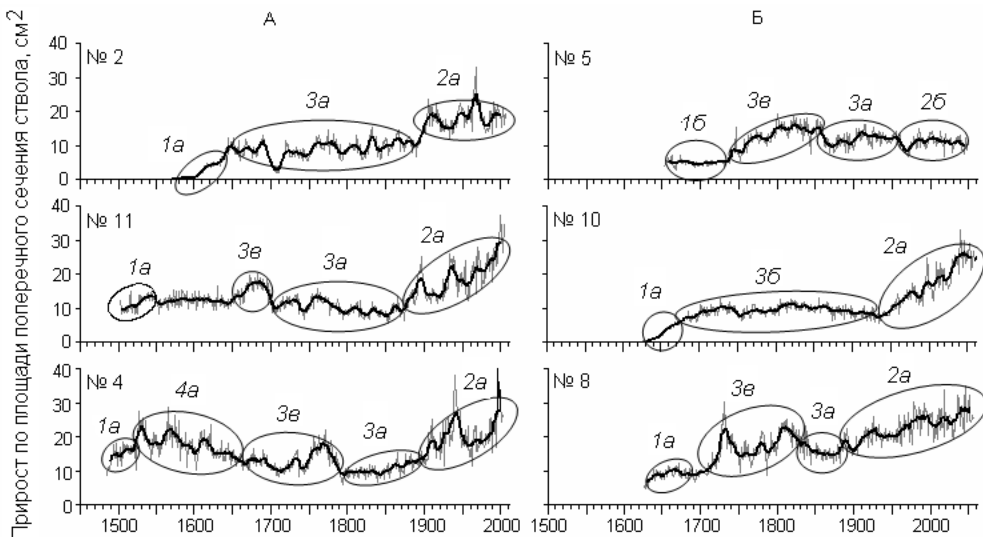 Прирост по площади поперечного сечения ствола, см²
А
Б
№ 2
40
30
20
10
0
1а
3а
2а
№ 5
1б
3в
3а
2б
№ 11
40
30
20
10
0
1а
3в
3а
2а
№ 10
1а
3б
2а
№ 4
40
30
20
10
0
1а
4а
3в
3а
2а
№ 8
1а
3в
3а
2а
1500 1600 1700 1800 1900 2000
1500 1600 1700 1800 1900 2000